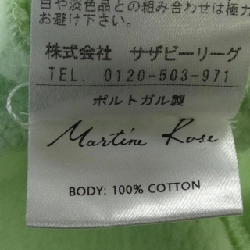 白や淡色品との組み合わせは極力
お避け下さい。
株式会社 サザビーリーグ
TEL. 0120-503-971
ポルトガル製
Martine Rose
BODY: 100% COTTON